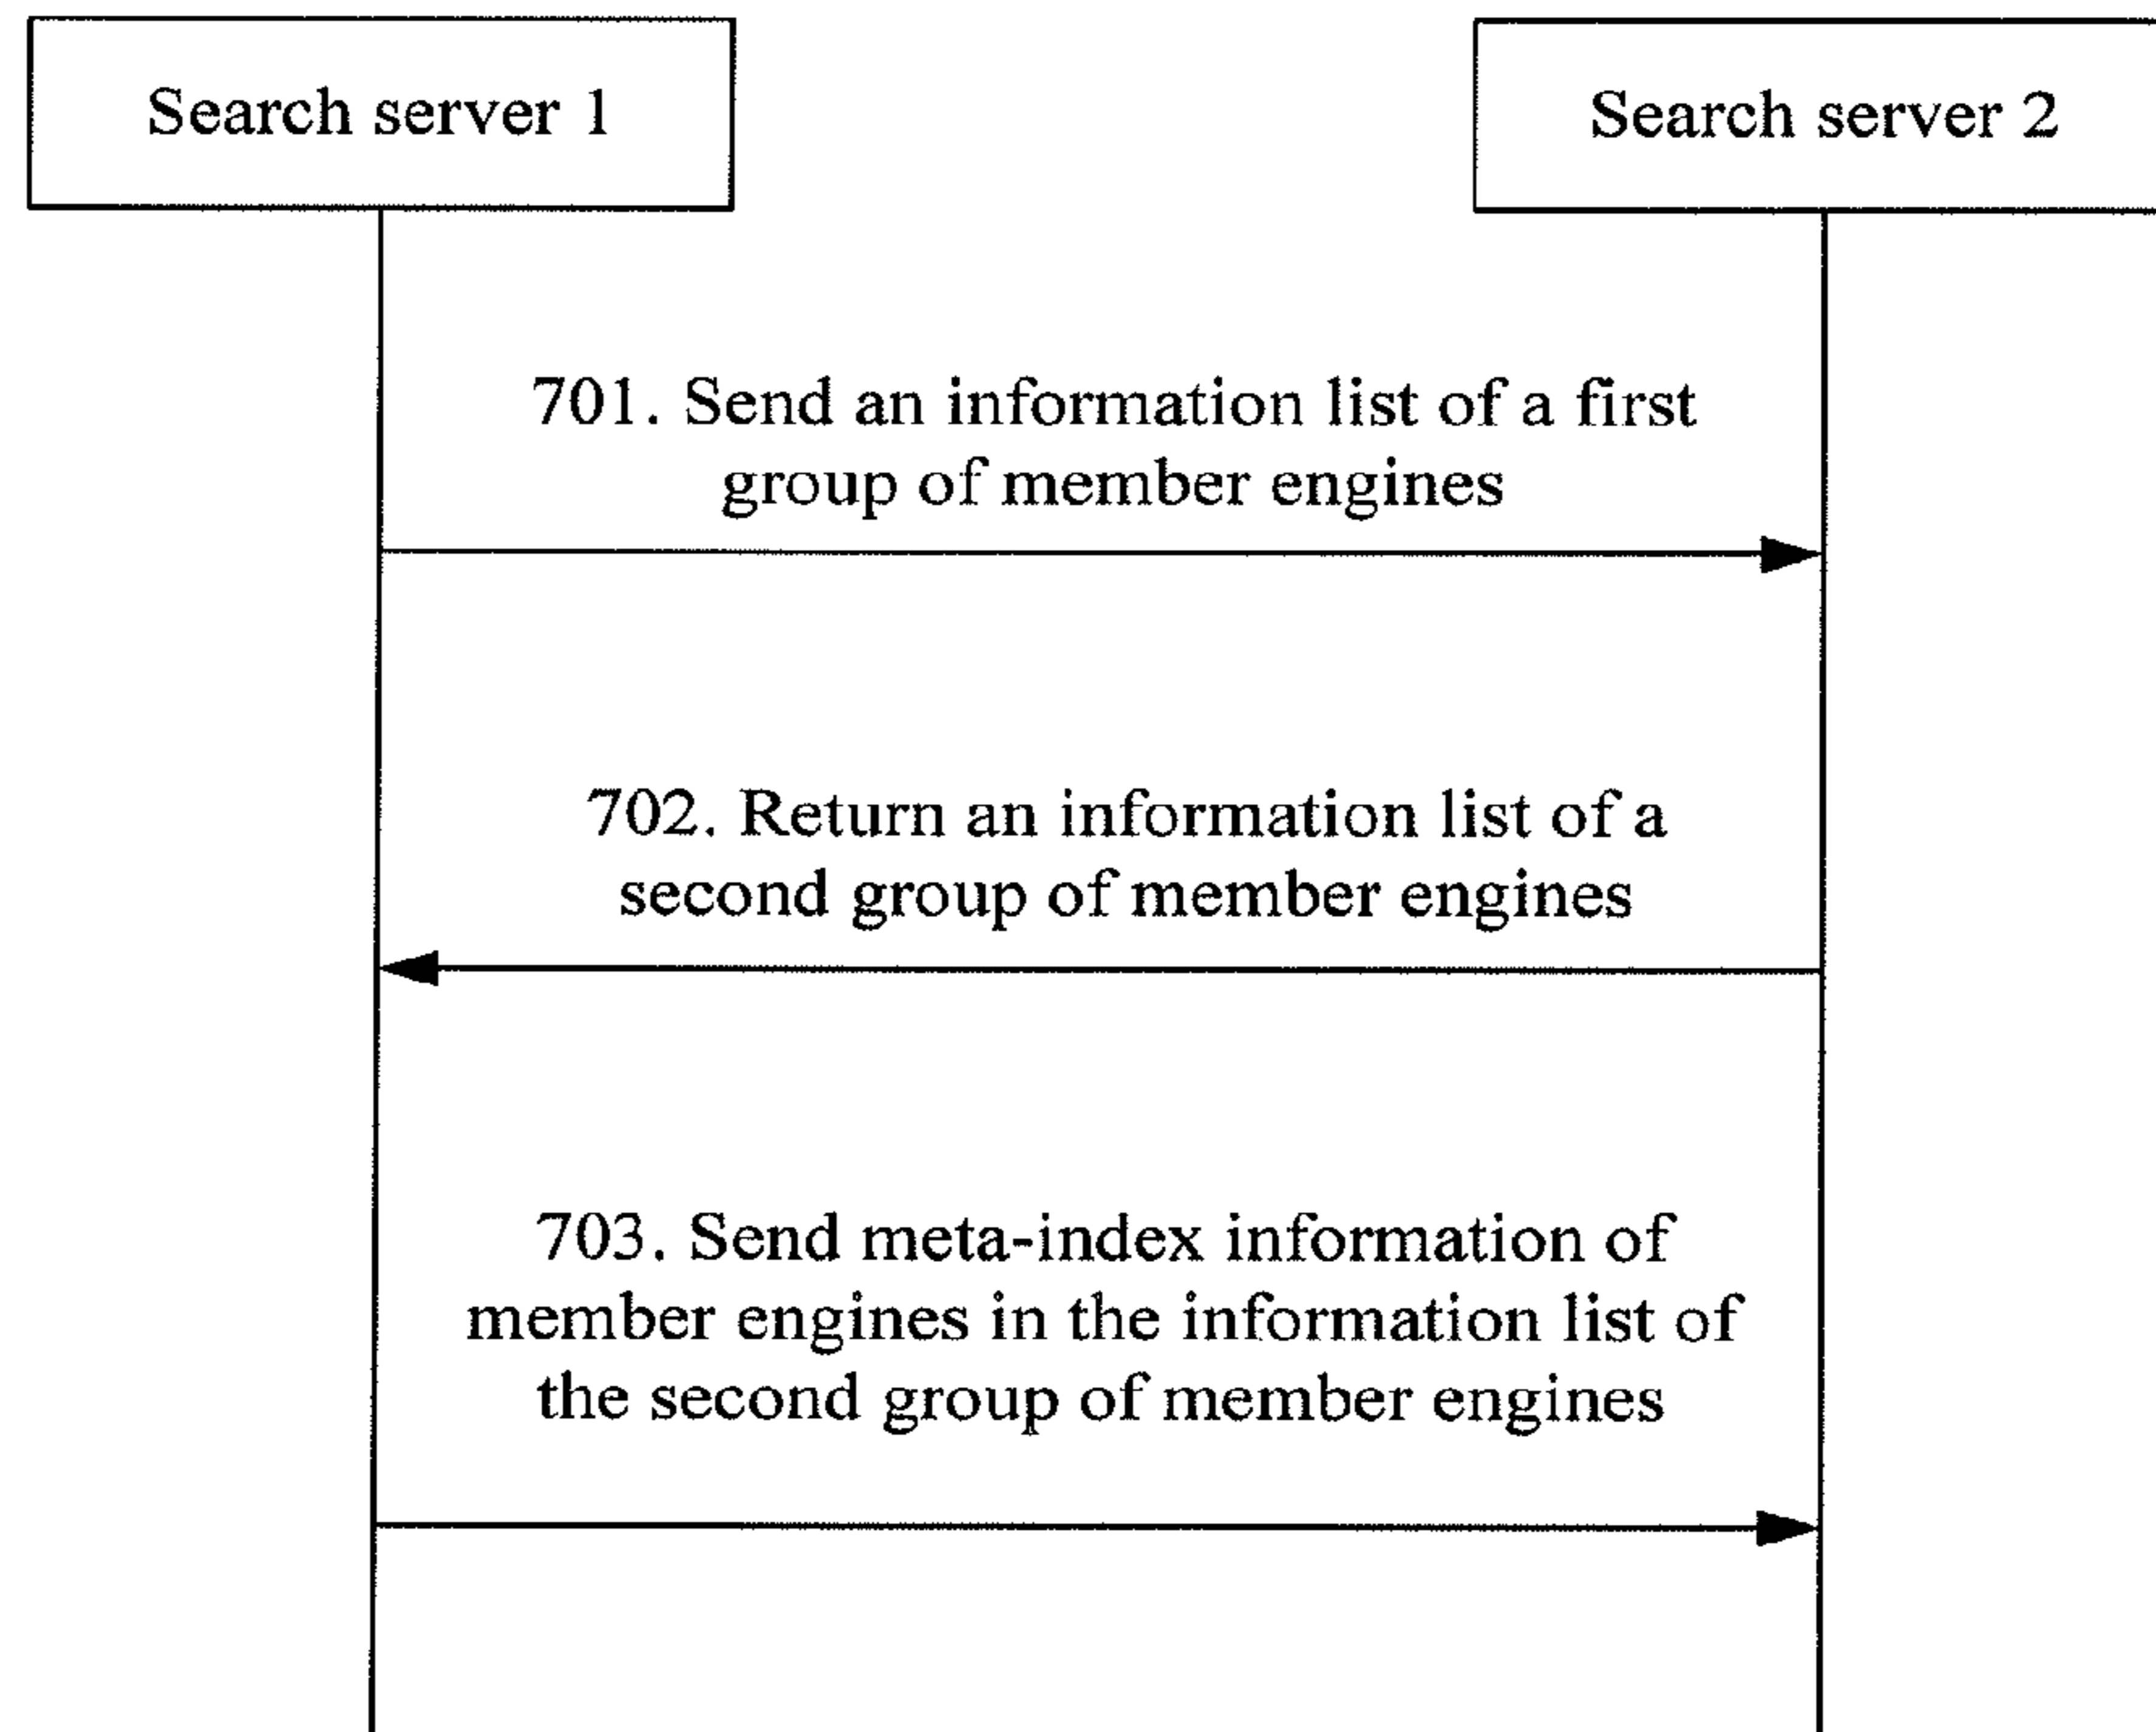 Search server 1
Search server 2
701. Send an information list of a first
group of member engines
702. Return an information list of a
second group of member engines
703. Send meta-index information of
member engines in the information list of
the second group of member engines